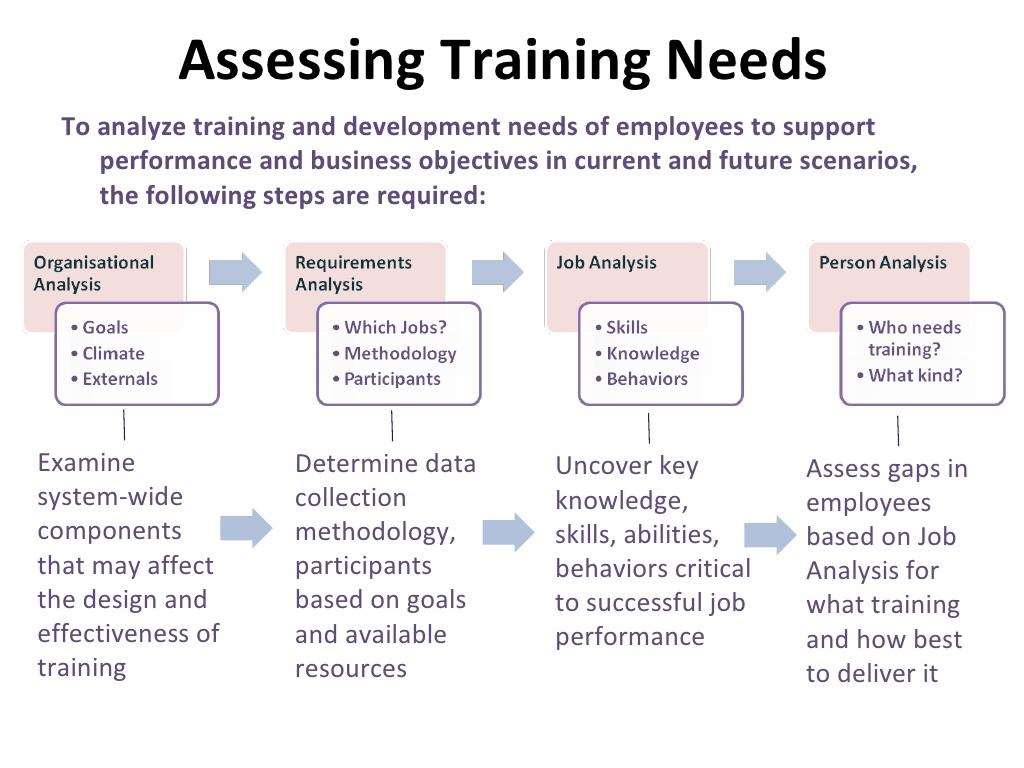 Assessing Training Needs
To analyze training and development needs of employees to support
performance and business objectives in current and future scenarios,
the following steps are required:
Organisational
Analysis
• Goals
• Climate
• Externals
Requirements
Analysis
• Which Jobs?
• Methodology
• Participants
Job Analysis
• Skills
• Knowledge
• Behaviors
Person Analysis
• Who needs
training?
• What kind?
Examine
system-wide
components
that may affect
the design and
effectiveness of
training
Determine data
collection
methodology,
participants
based on goals
and available
resources
Uncover key
knowledge,
skills, abilities,
behaviors critical
to successful job
performance
Assess gaps in
employees
based on Job
Analysis for
what training
and how best
to deliver it